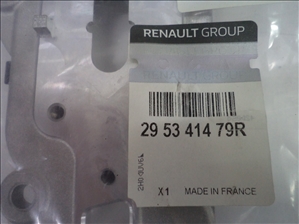 RENAULT GROUP
29 53 414 79R
X1 MADE IN FRANCE